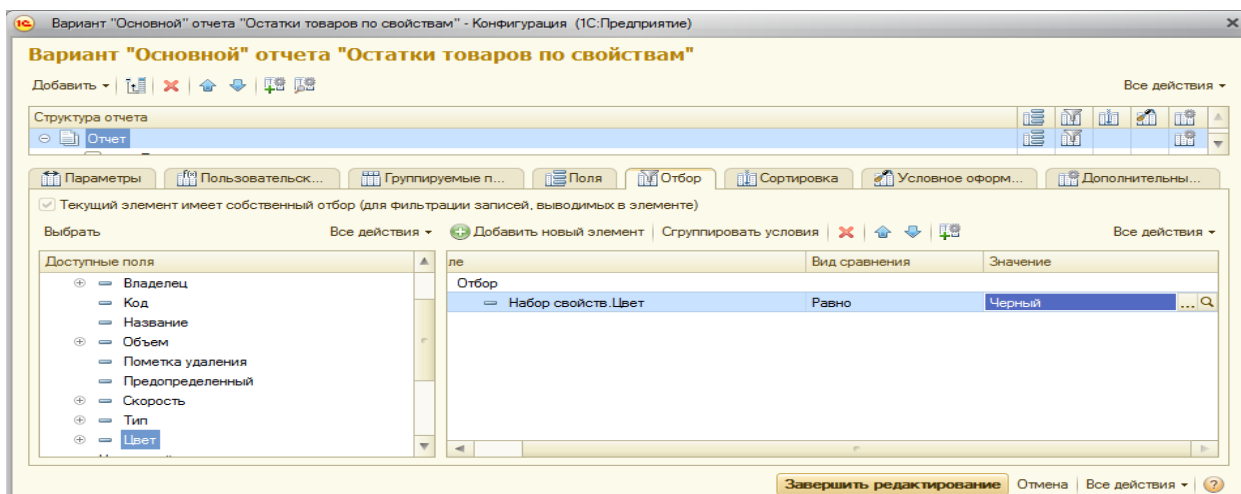 Вариант "Основной" отчета "Остатки товаров по свойствам" - Конфигурация (1С:Предприятие)
Вариант "Основной" отчета "Остатки товаров по свойствам"
Добавить Все действия
Структура отчета
Отчет
Параметры Пользовательск... Группируемые п... Поля Отбор Сортировка Условное оформ... Дополнительны...
Текущий элемент имеет собственный отбор (для фильтрации записей, выводимых в элементе)
Выбрать Все действия Добавить новый элемент Сгруппировать условия Все действия
Доступные поля ле Вид сравнения Значение
Владелец Отбор
Код Набор свойств.Цвет Равно Черный ...
Название
Объем
Пометка удаления
Предопределенный
Скорость
Тип
Цвет
Завершить редактирование Отмена Все действия ?